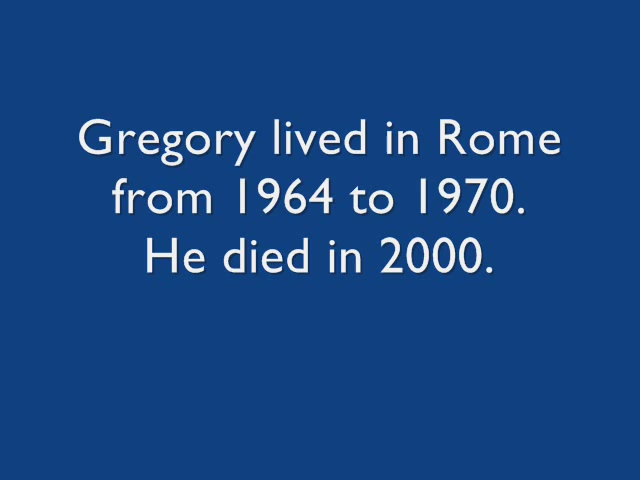 Gregory lived in Rome
from 1964 to 1970.
He died in 2000.